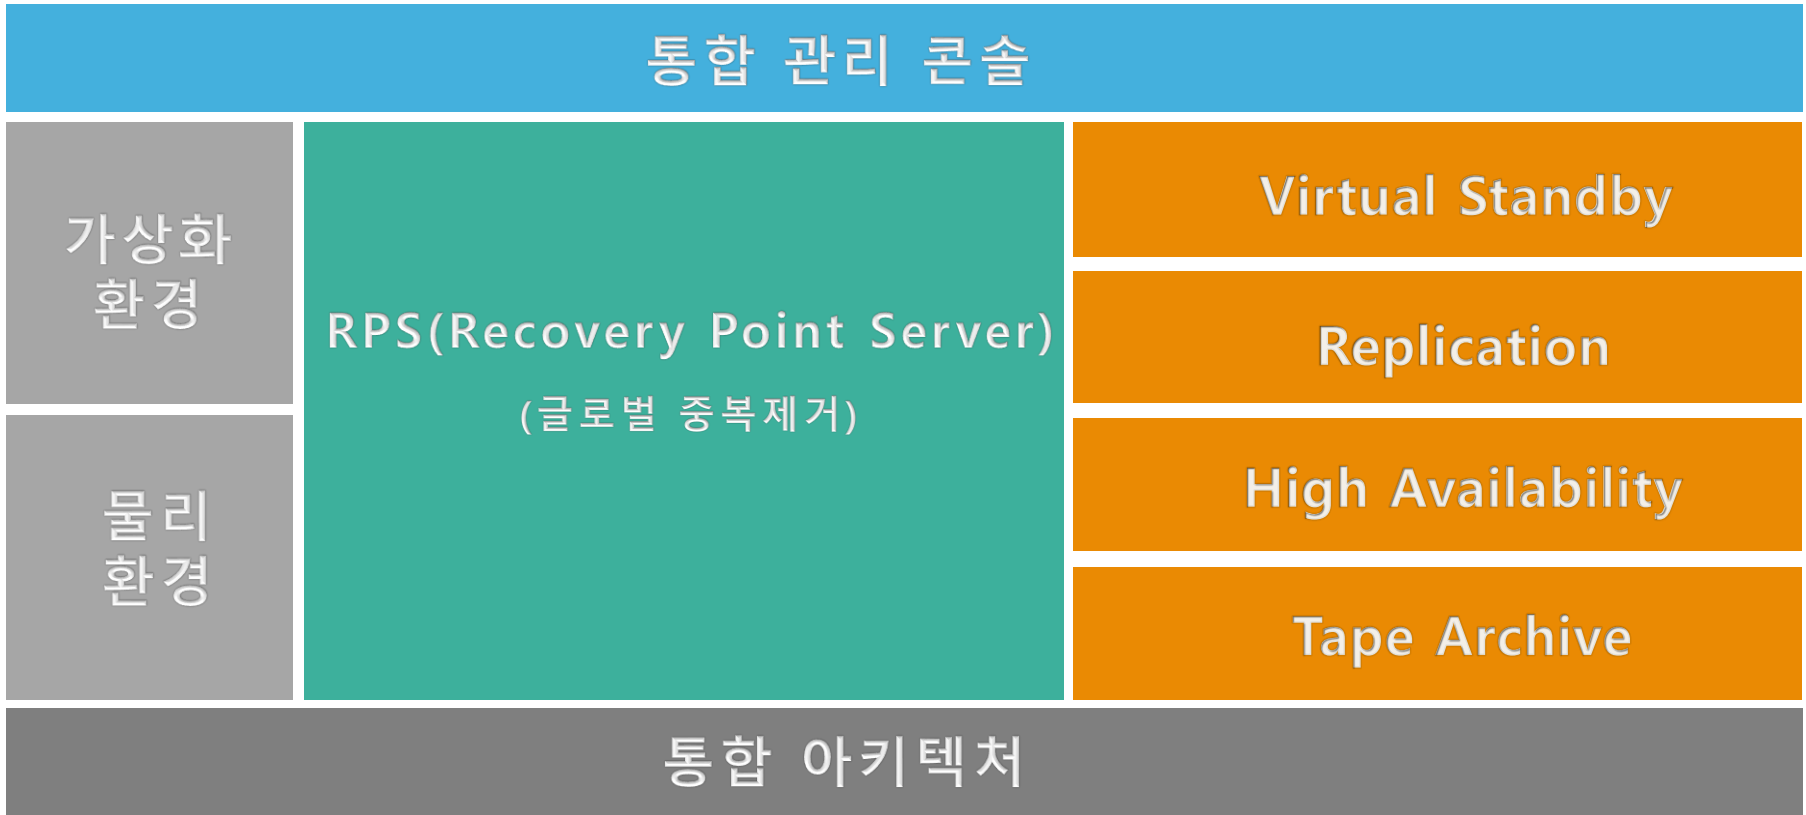 통합 관리 콘솔
가상화
환경
물리
환경
RPS(Recovery Point Server)
(글로벌 중복제거)
Virtual Standby
Replication
High Availability
Tape Archive
통합 아키텍처